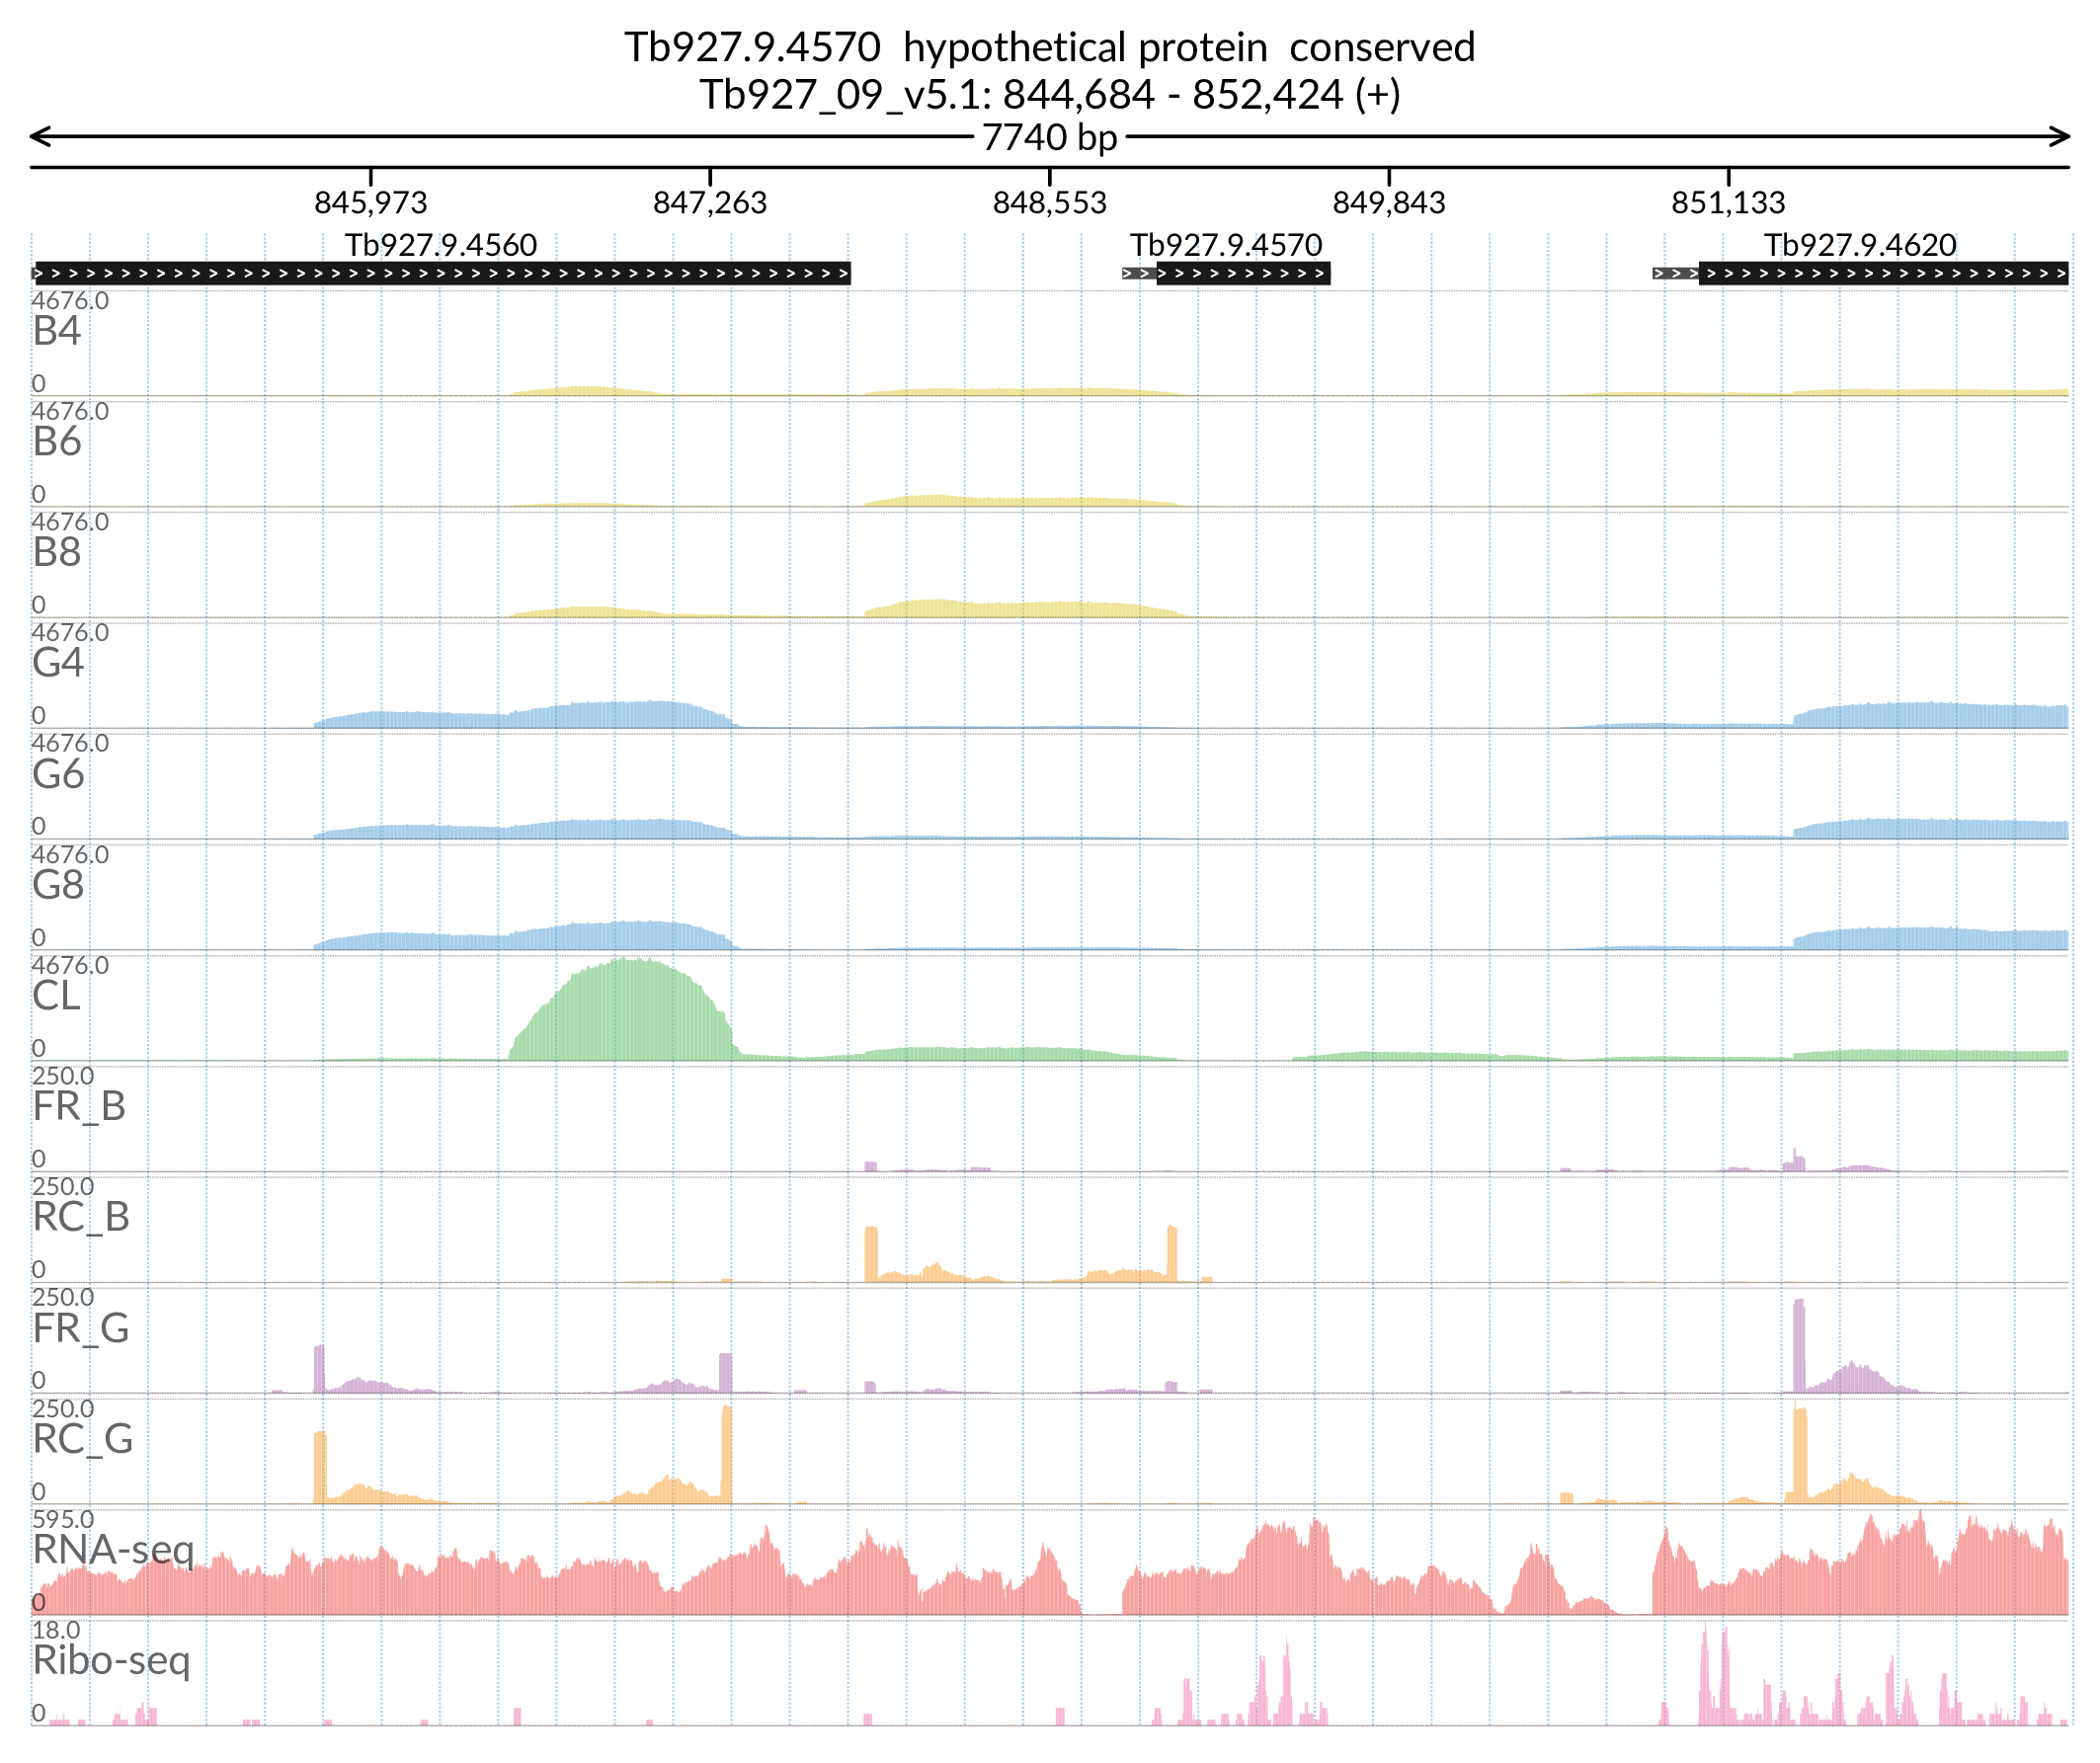 Tb927.9.4570 hypothetical protein conserved
Tb927_09_v5.1: 844,684 - 852,424 (+)
7740 bp
845,973 847,263 848,553 849,843 851,133
Tb927.9.4560 Tb927.9.4570 Tb927.9.4620
4676.0
B4
0
4676.0
B6
0
4676.0
B8
0
4676.0
G4
0
4676.0
G6
0
4676.0
G8
0
4676.0
CL
0
250.0
FR_B
0
250.0
RC_B
0
250.0
FR_G
0
250.0
RC_G
0
595.0
RNA-seq
0
18.0
Ribo-seq
0